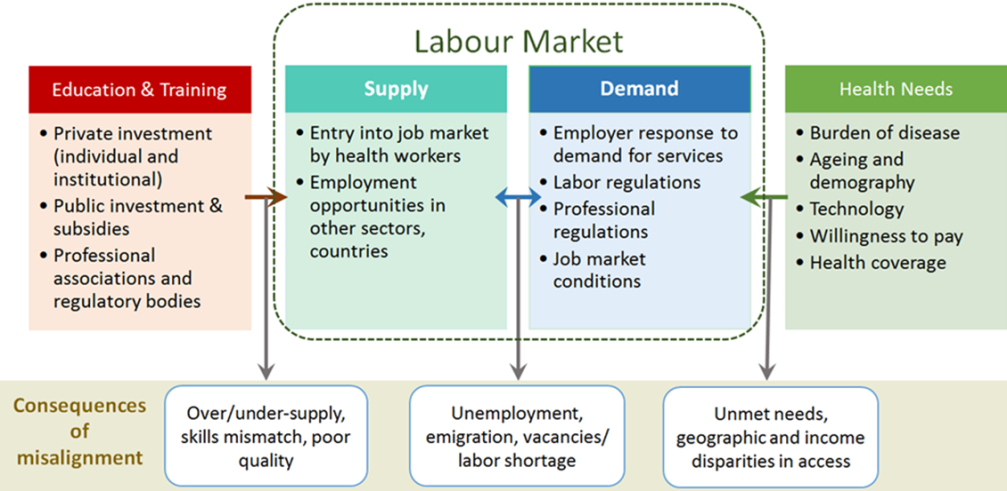 Labour Market
Education & Training
• Private investment
(individual and
institutional)
• Public investment &
subsidies
• Professional
associations and
regulatory bodies
Supply
• Entry into job market
by health workers
• Employment
opportunities in
other sectors,
countries
Demand
• Employer response to
demand for services
• Labor regulations
• Professional
regulations
• Job market
conditions
Health Needs
• Burden of disease
• Ageing and
demography
• Technology
• Willingness to pay
• Health coverage
Consequences
of
misalignment
Over/under-supply,
skills mismatch, poor
quality
Unemployment,
emigration, vacancies/
labor shortage
Unmet needs,
geographic and income
disparities in access